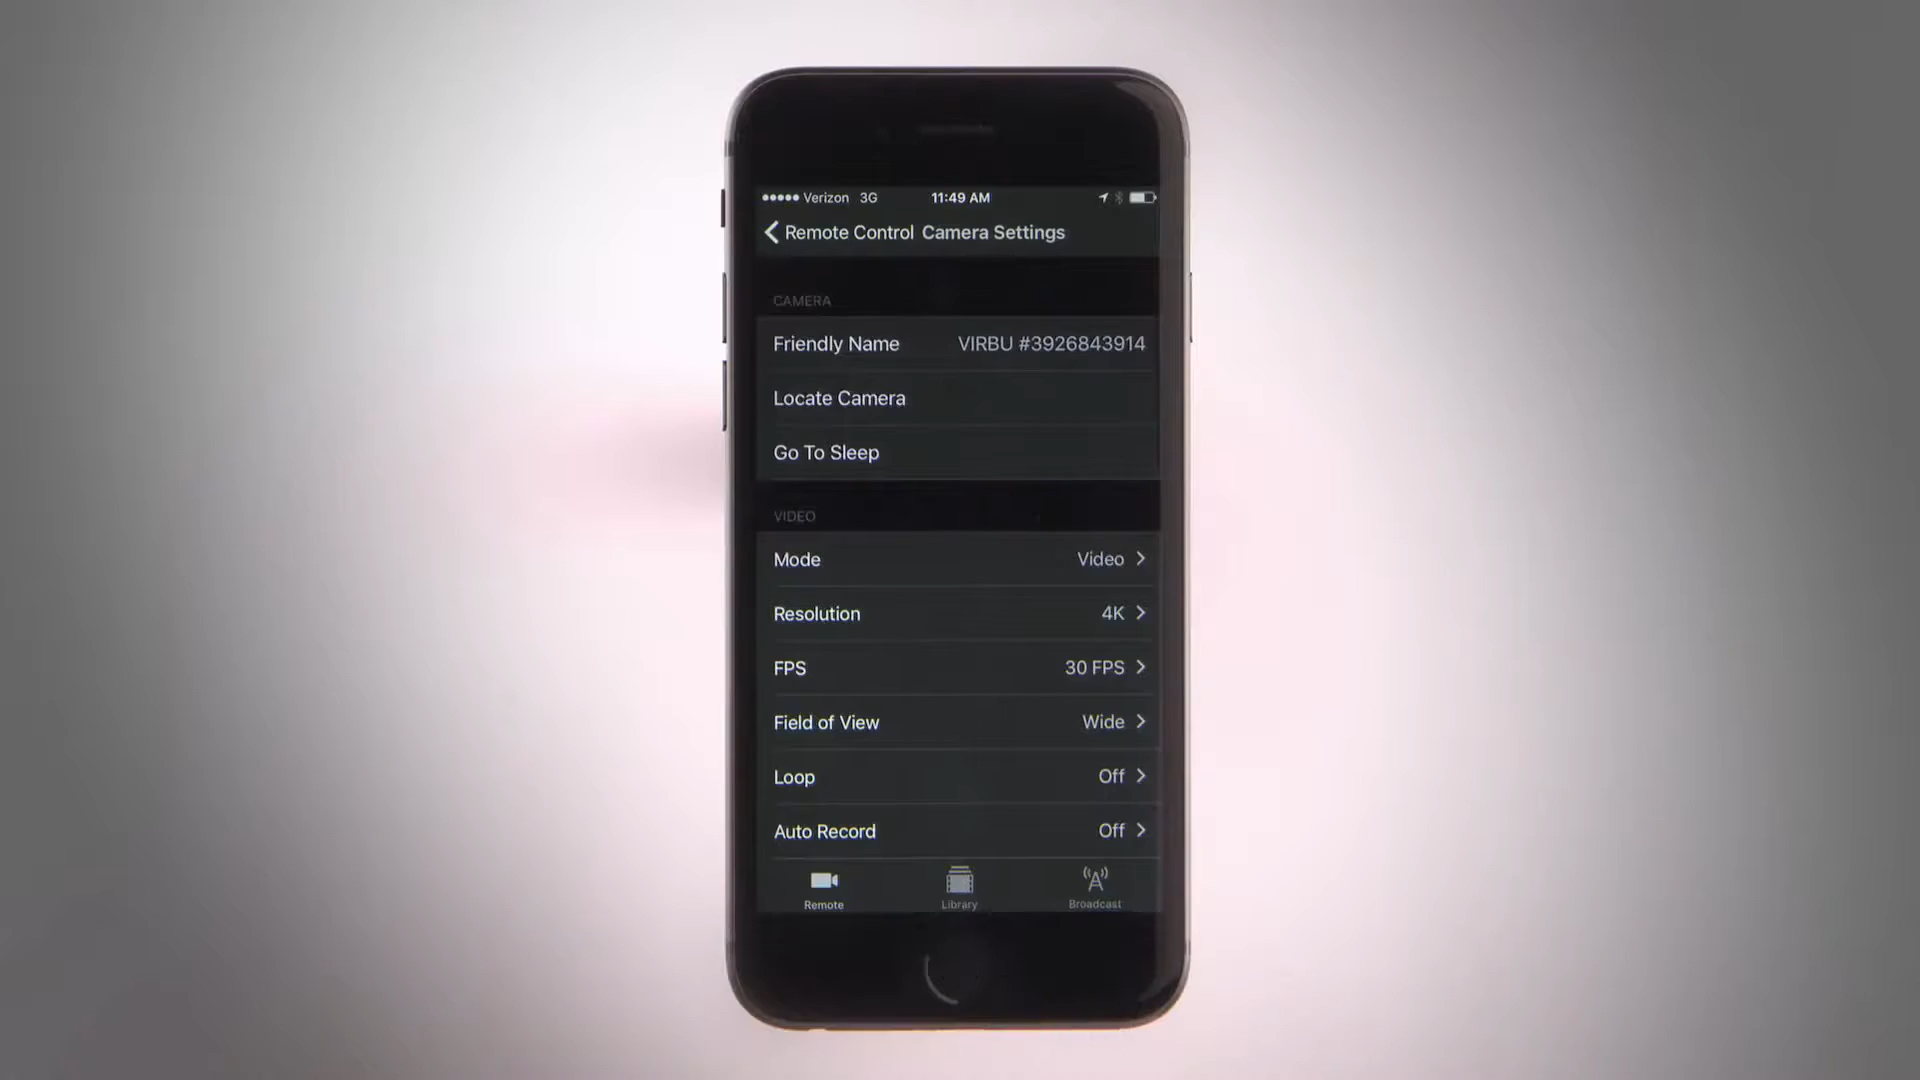 Verizon 3G 11:49 AM
Remote Control Camera Settings
CAMERA
Friendly Name VIRBU #3926843914
Locate Camera
Go To Sleep
VIDEO
Mode Video
Resolution 4K
FPS 30 FPS
Field of View Wide
Loop Off
Auto Record Off
Remote Library Broadcast